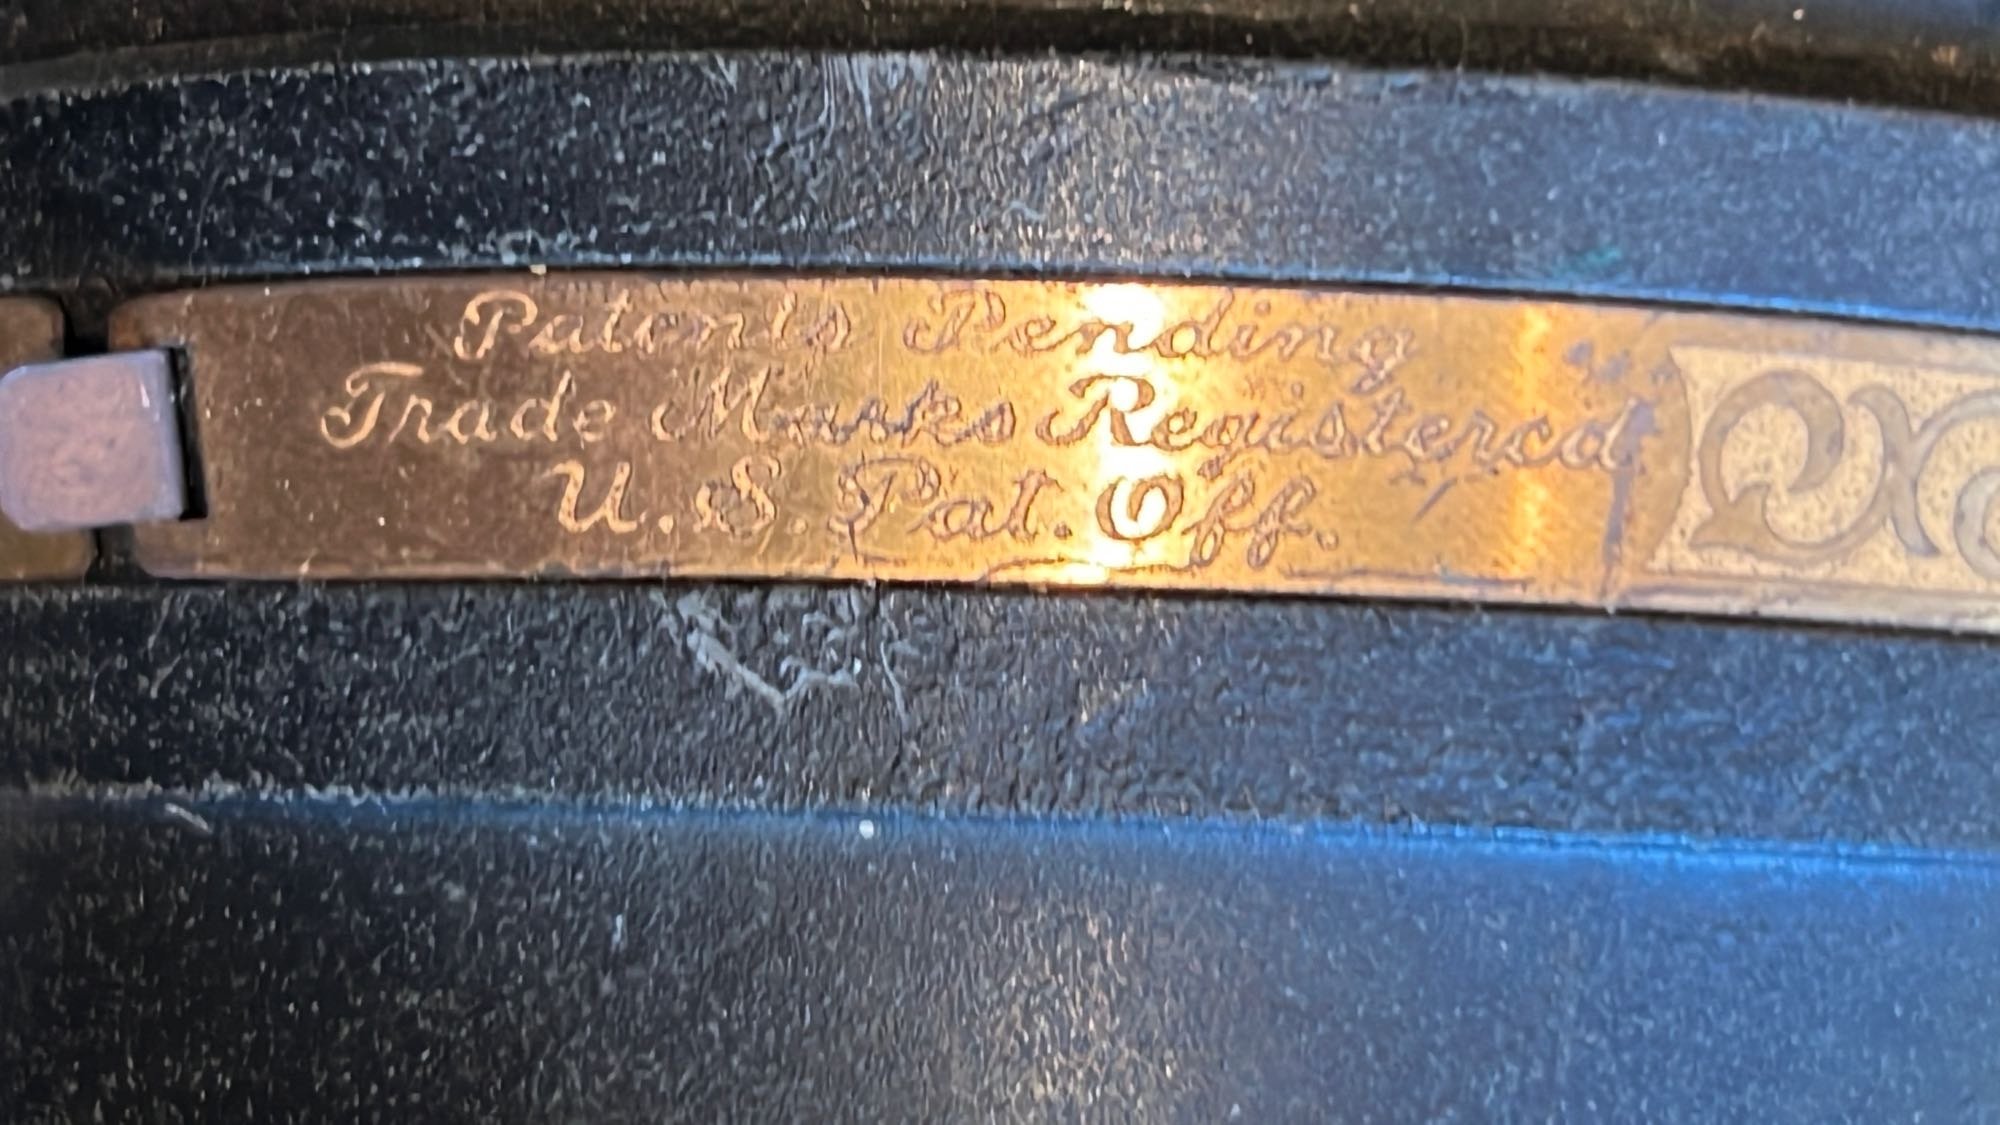 Patents Pending
Trade Marks Registered
U.S. Pat. Off.